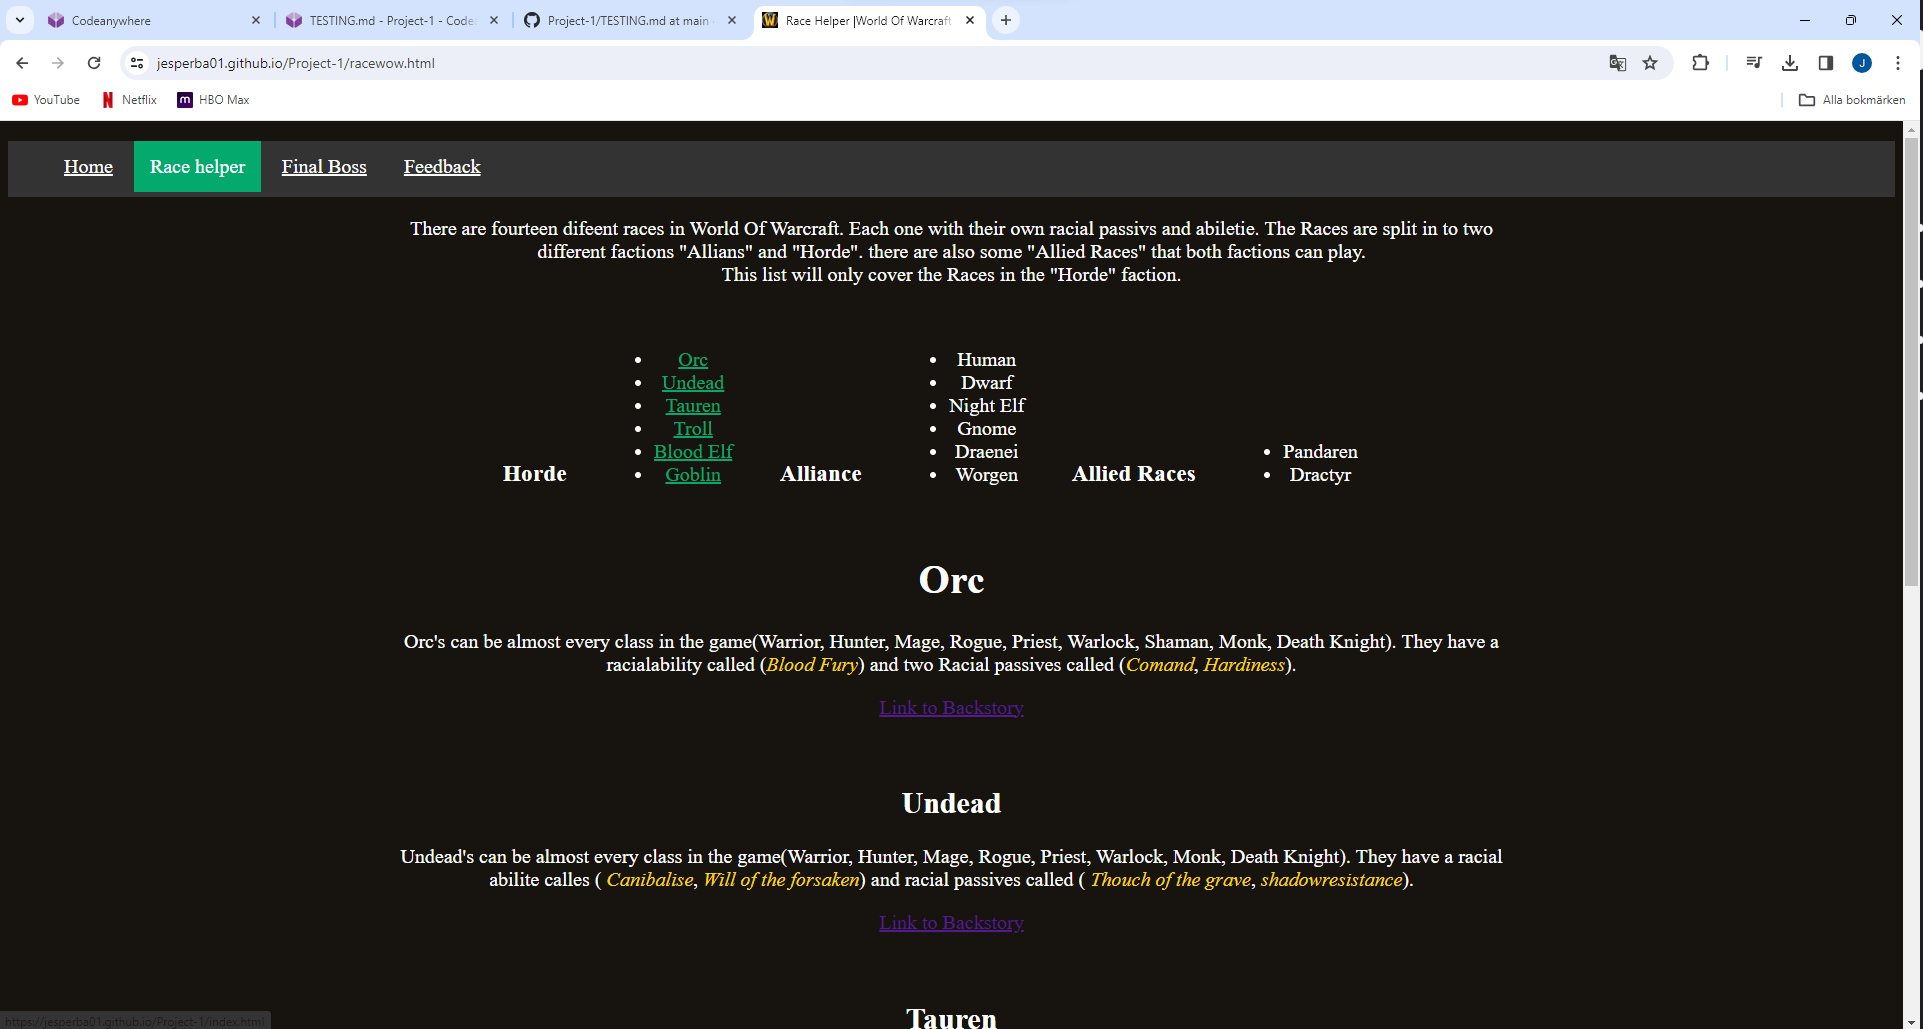 Codeanywhere
TESTING.md - Project-1 - Codea
Project-1/TESTING.md at main
Race Helper |World Of Warcraft
jesperba01.github.io/Project-1/racewow.html
J
YouTube
Netflix
m HBO Max
Alla bokmärken
Home Race helper Final Boss Feedback
There are fourteen difeent races in World Of Warcraft. Each one with their own racial passivs and abiletie. The Races are split in to two
different factions "Allians" and "Horde". there are also some "Allied Races" that both factions can play.
This list will only cover the Races in the "Horde" faction.
Horde
Orc
Undead
Tauren
Troll
Blood Elf
Goblin
Alliance
Human
Dwarf
Night Elf
Gnome
Draenei
Worgen
Allied Races
Pandaren
Dractyr
Orc
Orc's can be almost every class in the game(Warrior, Hunter, Mage, Rogue, Priest, Warlock, Shaman, Monk, Death Knight). They have a
racialability called (Blood Fury) and two Racial passives called (Comand, Hardiness).
Link to Backstory
Undead
Undead's can be almost every class in the game(Warrior, Hunter, Mage, Rogue, Priest, Warlock, Monk, Death Knight). They have a racial
abilite calles ( Canibalise, Will of the forsaken) and racial passives called ( Thouch of the grave, shadowresistance).
Link to Backstory
Tauren
https://jesperba01.github.io/Project-1/index.html